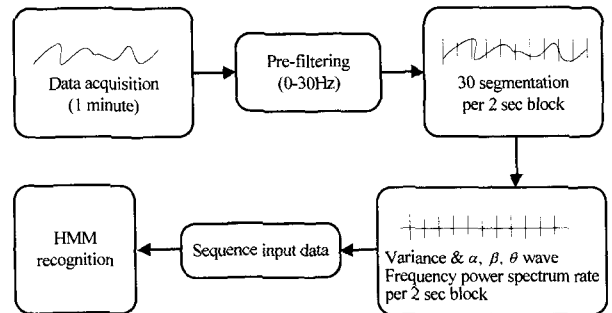 Data acquisition
(1 minute)
Pre-filtering
(0-30Hz)
30 segmentation
per 2 sec block
HMM
recognition
Sequence input data
Variance & α, β, θ wave
Frequency power spectrum rate
per 2 sec block